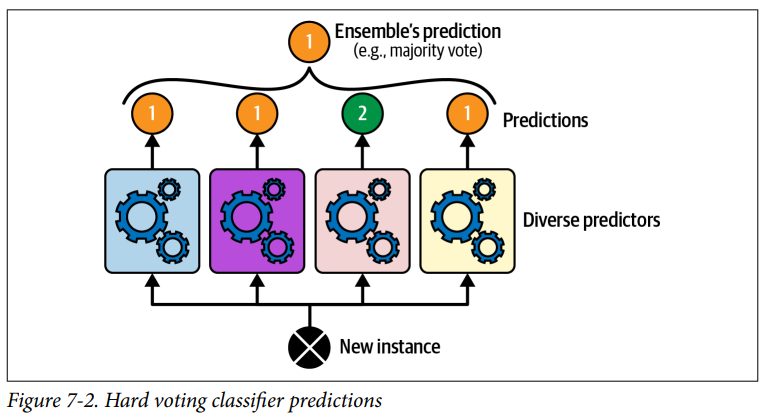 1
Ensemble's prediction
(e.g., majority vote)
1 1 2 1
Predictions
Diverse predictors
New instance
Figure 7-2. Hard voting classifier predictions